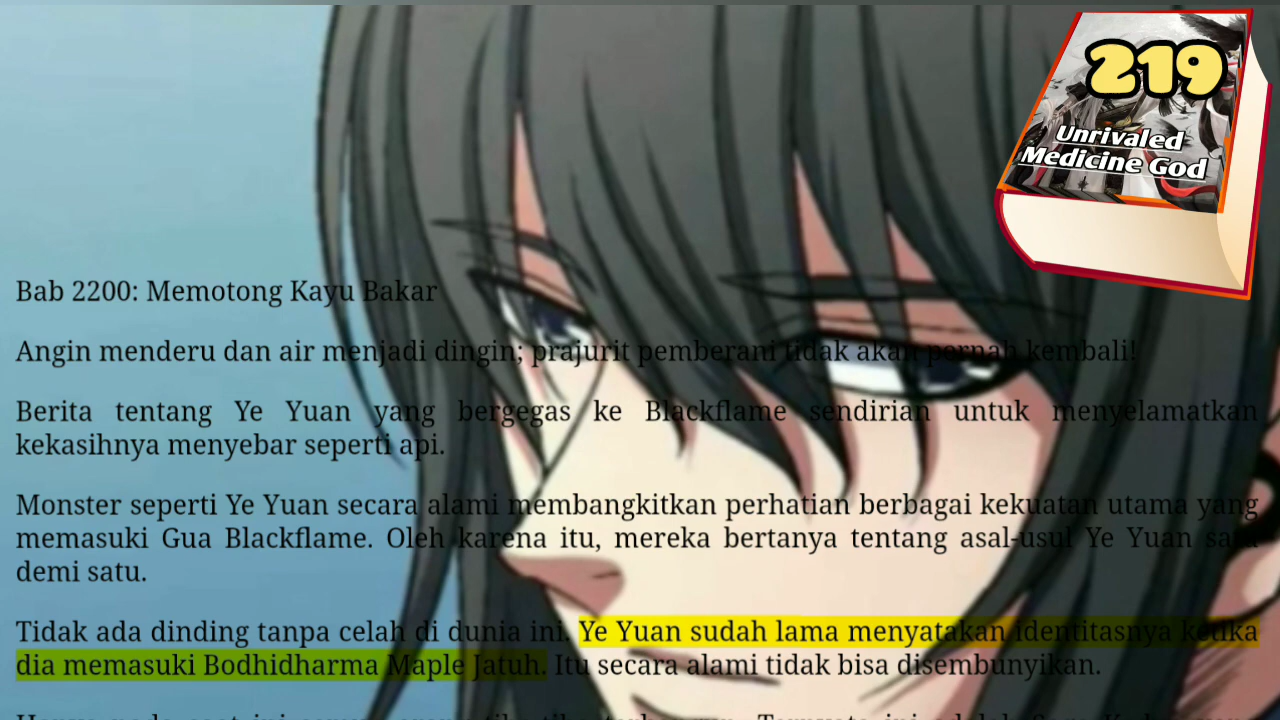 219
Unrivaled
Medicine God
Bab 2200: Memotong Kayu Bakar
Angin menderu dan air menjadi dingin; prajurit pemberani tidak akan pernah kembali!
Berita tentang Ye Yuan yang bergegas ke Blackflame sendirian untuk menyelamatkan
kekasihnya menyebar seperti api.
Monster seperti Ye Yuan secara alami membangkitkan perhatian berbagai kekuatan utama yang
memasuki Gua Blackflame. Oleh karena itu, mereka bertanya tentang asal-usul Ye Yuan satu
demi satu.
Tidak ada dinding tanpa celah di dunia ini. Ye Yuan sudah lama menyatakan identitasnya ketika
dia memasuki Bodhidharma Maple Jatuh. Itu secara alami tidak bisa disembunyikan.